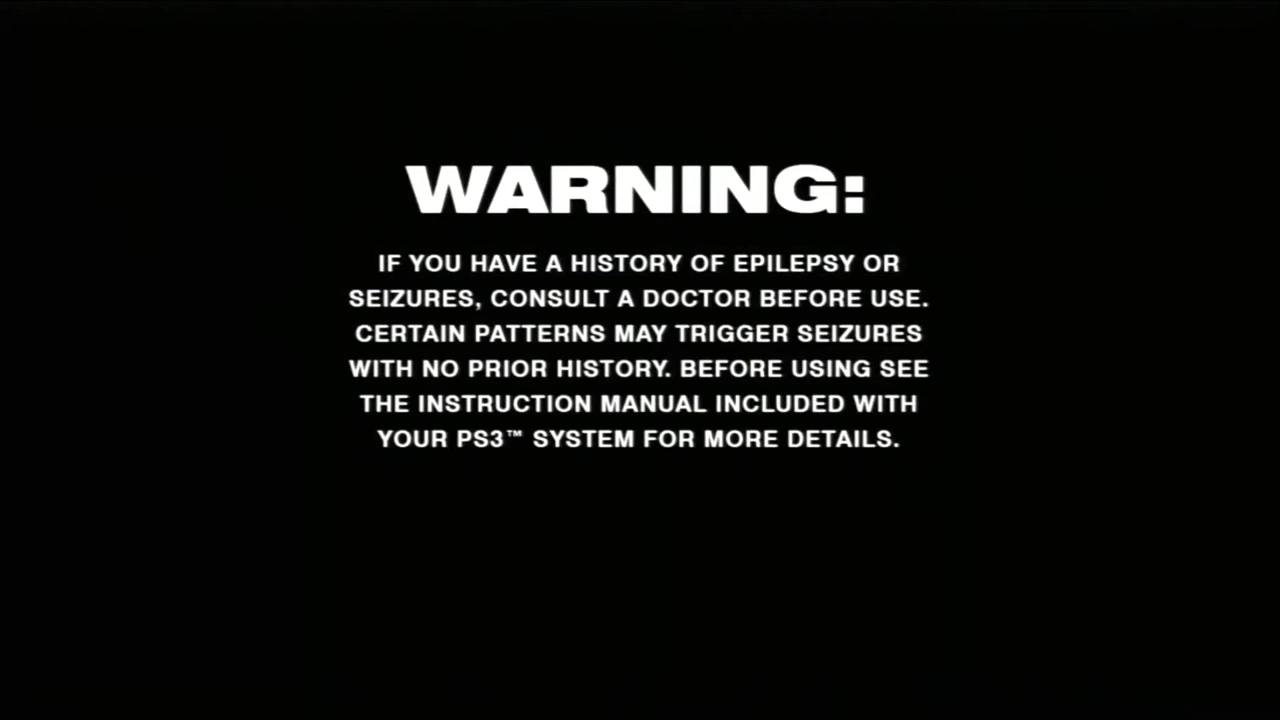 WARNING:
IF YOU HAVE A HISTORY OF EPILEPSY OR
SEIZURES, CONSULT A DOCTOR BEFORE USE.
CERTAIN PATTERNS MAY TRIGGER SEIZURES
WITH NO PRIOR HISTORY. BEFORE USING SEE
THE INSTRUCTION MANUAL INCLUDED WITH
YOUR PS3™ SYSTEM FOR MORE DETAILS.